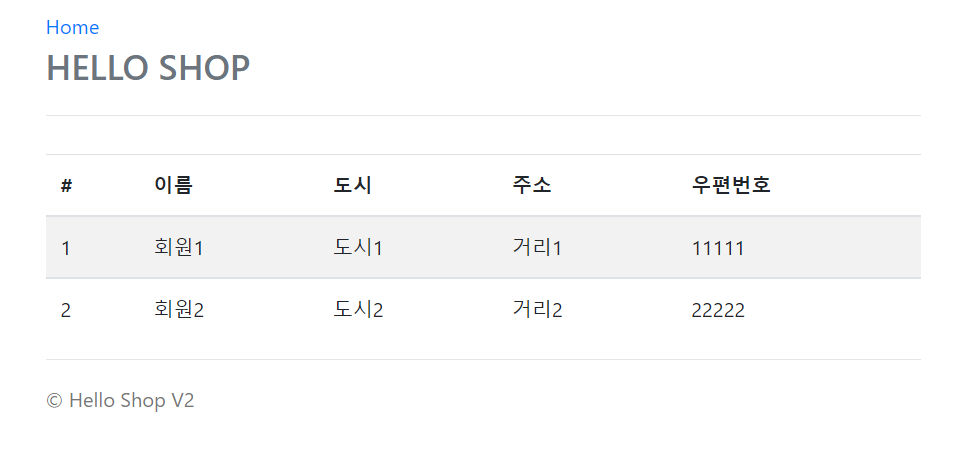 Home
HELLO SHOP
# 이름 도시 주소 우편번호
1 회원1 도시1 거리1 11111
2 회원2 도시2 거리2 22222
© Hello Shop V2